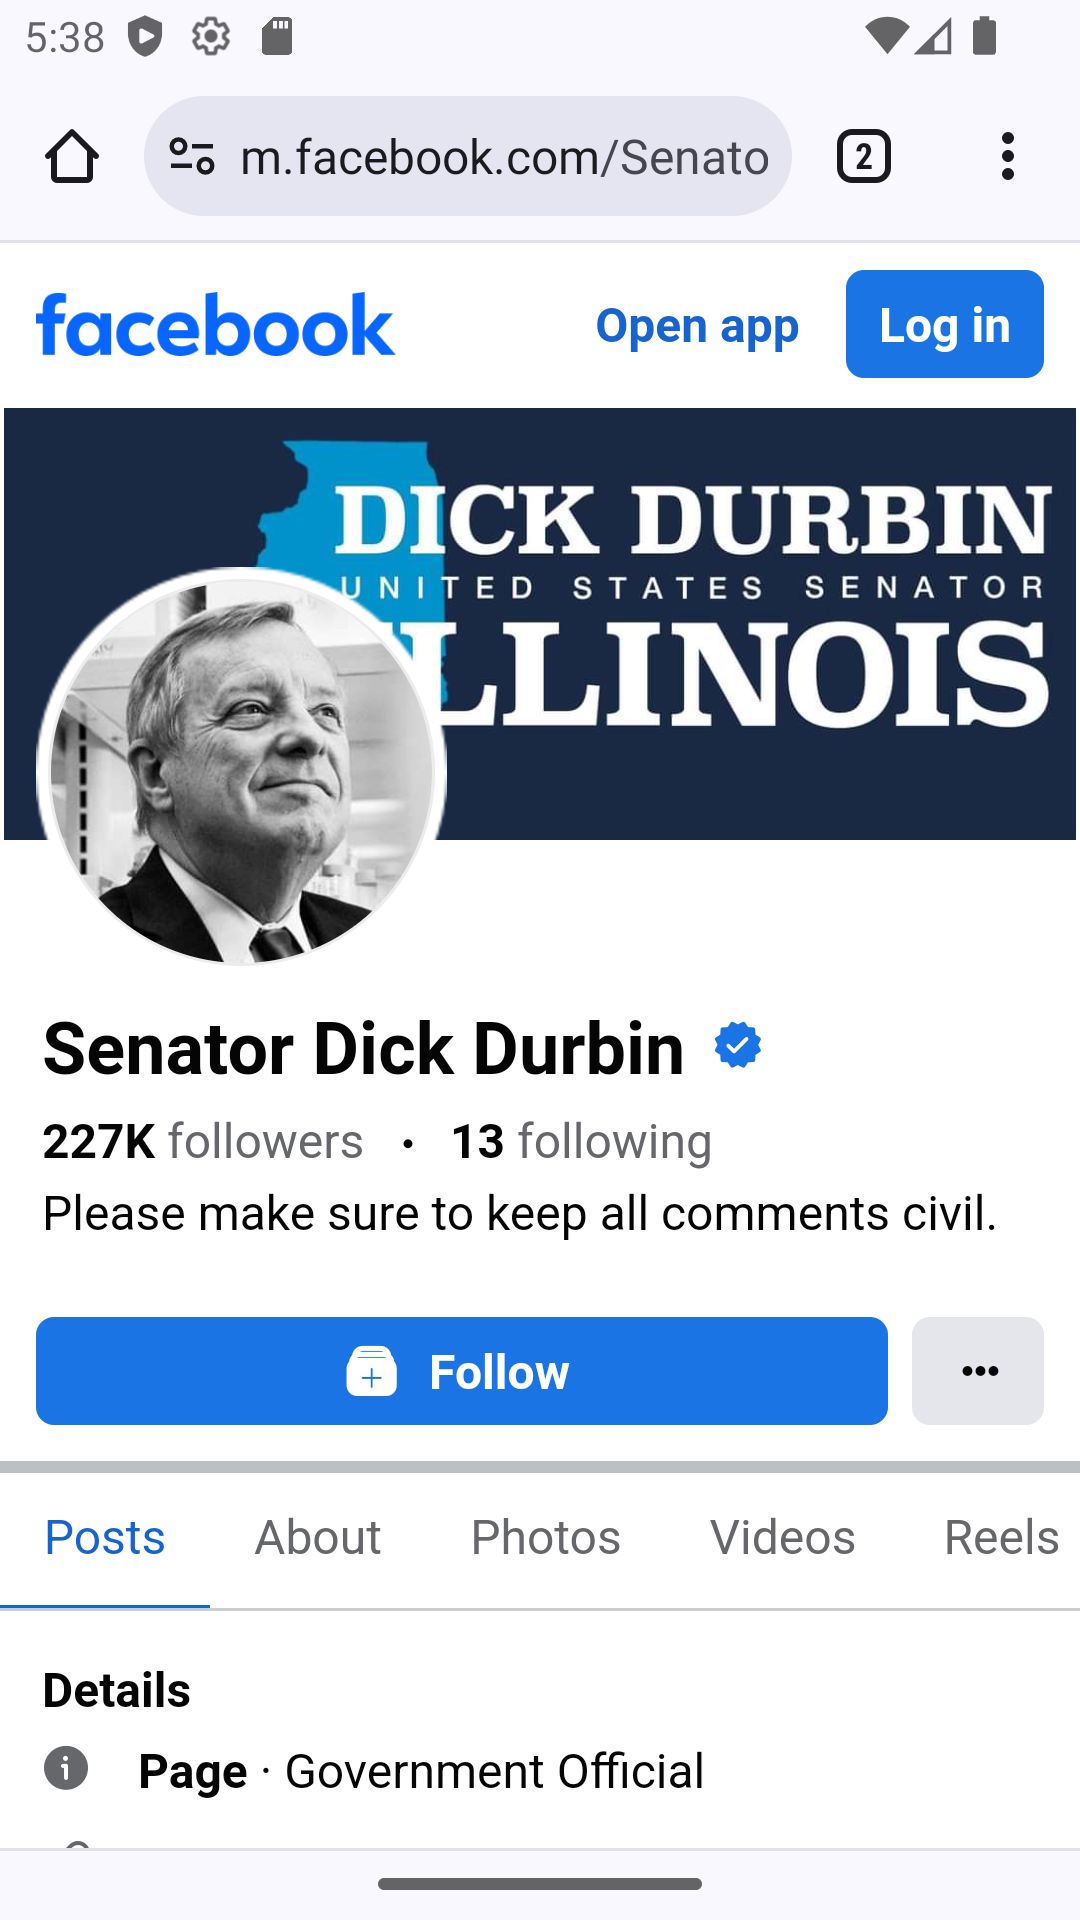 5:38
m.facebook.com/Senato
2
facebook
Open app
Log in
DICK DURBIN
UNITED STATES SENATOR
ILLINOIS
Senator Dick Durbin
227K followers • 13 following
Please make sure to keep all comments civil.
Follow
Posts
About
Photos
Videos
Reels
Details
Page · Government Official